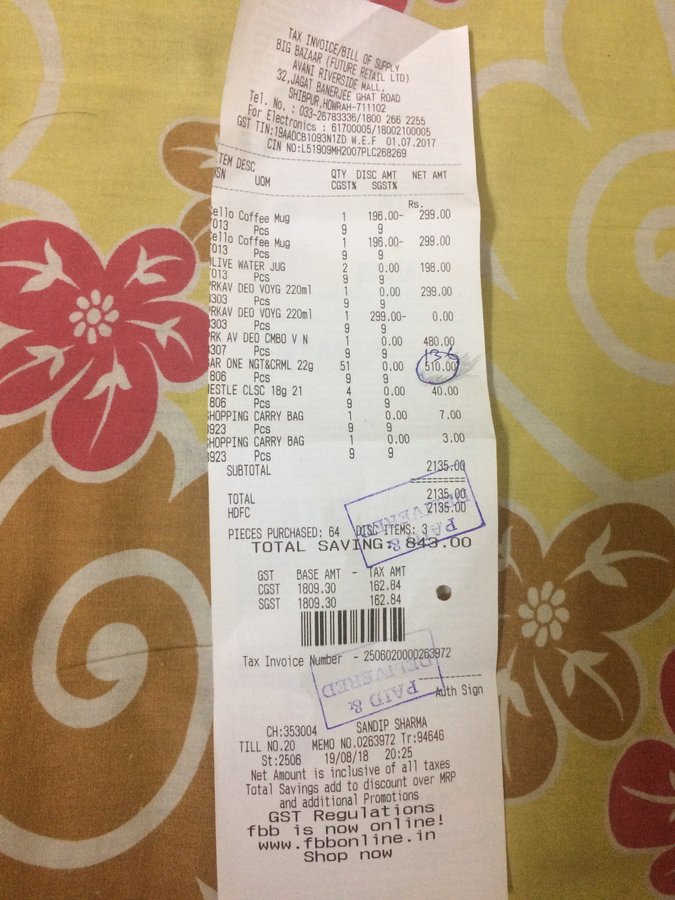 TAX INVOICE/BILL OF SUPPLY
BIG BAZAAR (FUTURE RETAIL LTD)
AVANI RIVERSIDE MALL,
32,JAGAT BANERJEE GHAT ROAD
SHIBPUR,HOWRAH-711102
Tel. No. : 033-26783336/1800 266 2255
For Electronics : 61700005/18002100005
GST TIN:19AADCB1093N1ZD W.E.F 01.07.2017
CIN NO:L51909MH2007PLC268269
TEM DESC QTY DISC AMT NET AMT
SN UOM CGST% SGST%
Rs.
ello Coffee Mug 1 196.00- 299.00
013 Pcs 9 9
ello Coffee Mug 1 196.00- 299.00
013 Pcs 9 9
LIVE WATER JUG 2 0.00 198.00
013 Pcs 9 9
RKAV DEO VOYG 220ml 1 0.00 299.00
303 Pcs 9 9
RKAV DEO VOYG 220ml 1 299.00- 0.00
303 Pcs 9 9
RK AV DEO CMBO V N 1 0.00 480.00
307 Pcs 9 9
136
AR ONE NGT&CRML 22g 51 0.00 510.00
806 Pcs 9 9
ESTLE CLSC 18g 21 4 0.00 40.00
806 Pcs 9 9
SHOPPING CARRY BAG 1 0.00 7.00
923 Pcs 9 9
SHOPPING CARRY BAG 1 0.00 3.00
923 Pcs 9 9
SUBTOTAL 2135.00
TOTAL 2135.00
HDFC 2135.00
PAID &
DELIVERED
PIECES PURCHASED: 64 DISC ITEMS: 3
TOTAL SAVING: 843.00
GST BASE AMT - TAX AMT
CGST 1809.30 162.84
SGST 1809.30 162.84
Tax Invoice Number - 2506020000263972
PAID &
DELIVERED
Auth Sign
CH:353004 SANDIP SHARMA
TILL NO.20 MEMO NO.0263972 Tr:94646
St:2506 19/08/18 20:25
Net Amount is inclusive of all taxes
Total Savings add to discount over MRP
and additional Promotions
GST Regulations
fbb is now online!
www.fbbonline.in
Shop now